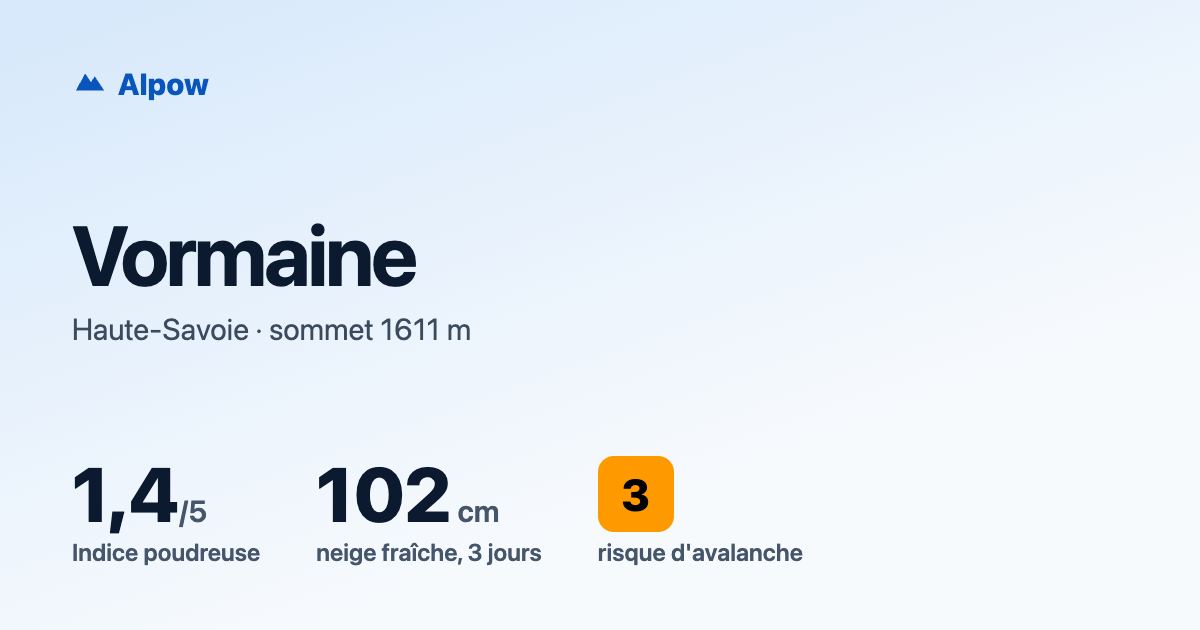 Alpow
Vormaine
Haute-Savoie · sommet 1611 m
1,4/5
Indice poudreuse
102 cm
neige fraîche, 3 jours
3
risque d'avalanche